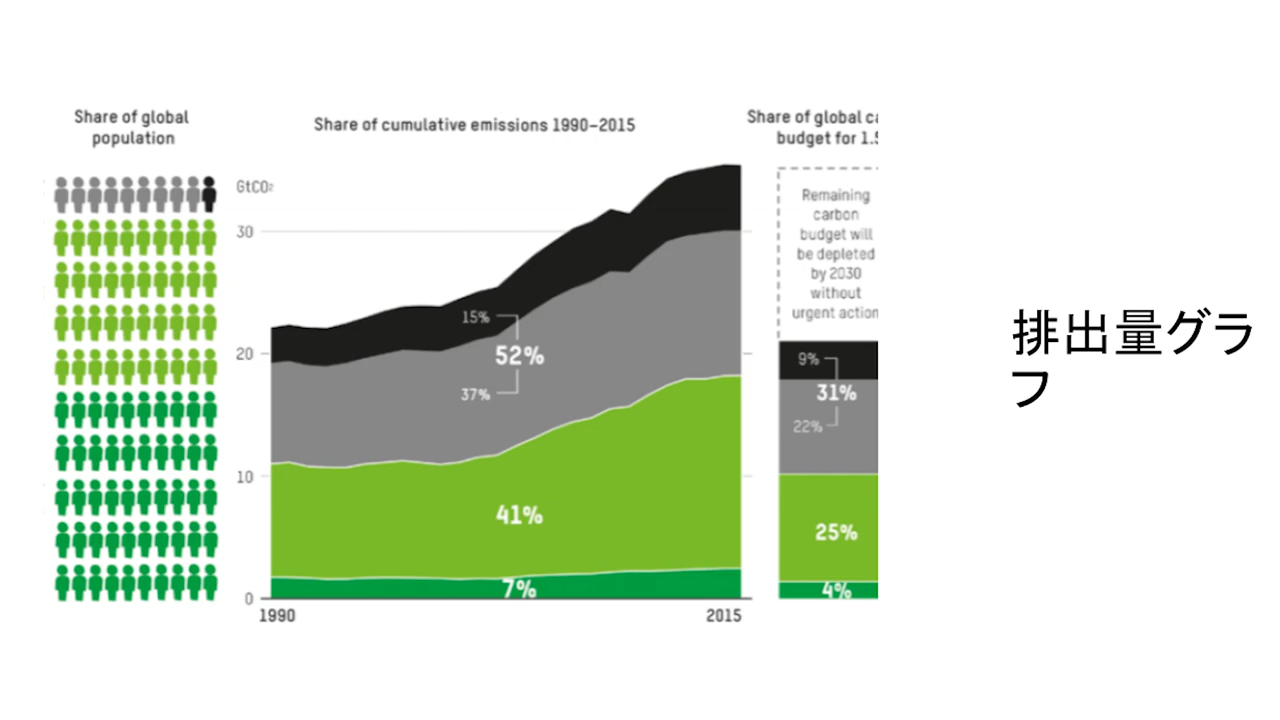 Share of global
population
Share of cumulative emissions 1990–2015
GtCO2
30
20
10
0
15%
52%
37%
41%
7%
1990
2015
Share of global ca
budget for 1.5
Remaining
carbon
budget will
be depleted
by 2030
without
urgent action
9%
31%
22%
25%
4%
排出量グラ
フ